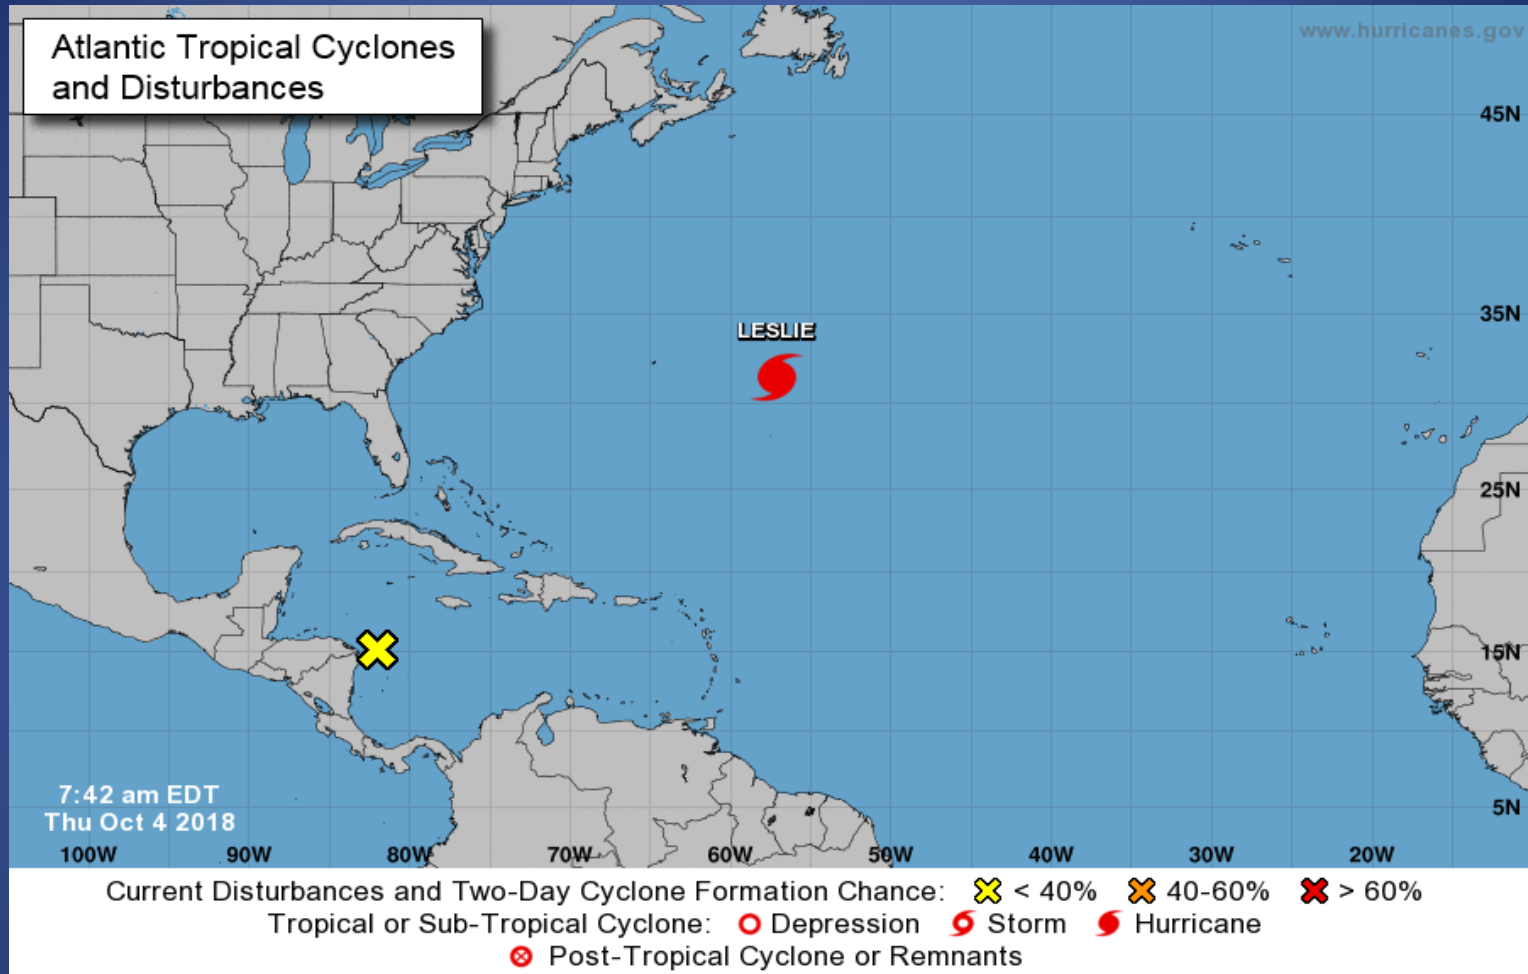 Atlantic Tropical Cyclones
and Disturbances
www.hurricanes.gov
45N
35N
LESLIE
25N
15N
5N
7:42 am EDT
Thu Oct 4 2018
100W 90W 80W 70W 60W 50W 40W 30W 20W
Current Disturbances and Two-Day Cyclone Formation Chance: < 40% 40-60% > 60%
Tropical or Sub-Tropical Cyclone: Depression Storm Hurricane
Post-Tropical Cyclone or Remnants